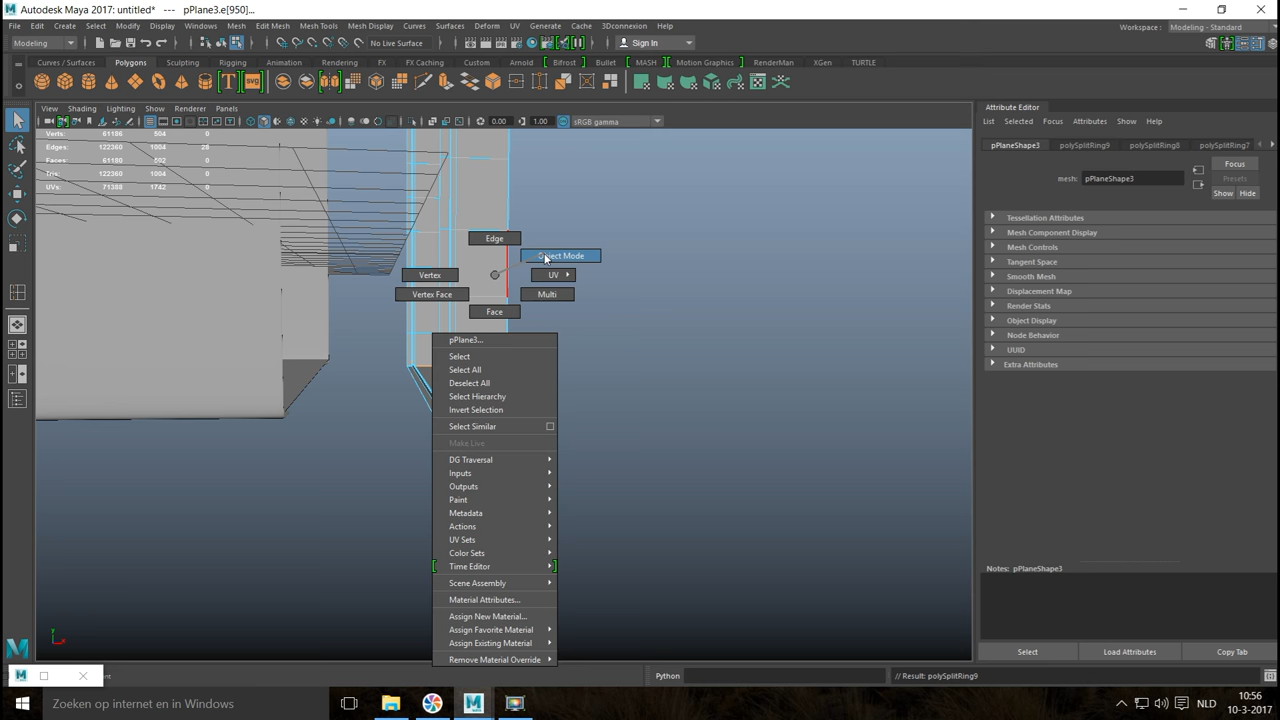 Autodesk Maya 2017: untitled*   ---   pPlane3.e[950]...
File Edit Create Select Modify Display Windows Mesh Edit Mesh Mesh Tools Mesh Display Curves Surfaces Deform UV Generate Cache 3Dconnexion Help
Workspace : Modeling - Standard
Modeling
No Live Surface
Sign In
Curves / Surfaces Polygons Sculpting Rigging Animation Rendering FX FX Caching Custom Arnold Bifrost Bullet MASH Motion Graphics RenderMan XGen TURTLE
T SVG
View Shading Lighting Show Renderer Panels
0.00 1.00 sRGB gamma
Verts: 61186 504 0
Edges: 122360 1004 28
Faces: 61180 502 0
Tris: 122360 1004 0
UVs: 71388 1742 0
Edge
Object Mode
Vertex
UV
Vertex Face
Multi
Face
pPlane3...
Select
Select All
Deselect All
Select Hierarchy
Invert Selection
Select Similar
Make Live
DG Traversal
Inputs
Outputs
Paint
Metadata
Actions
UV Sets
Color Sets
Time Editor
Scene Assembly
Material Attributes...
Assign New Material...
Assign Favorite Material
Assign Existing Material
Remove Material Override
y
x
Attribute Editor
List Selected Focus Attributes Show Help
pPlaneShape3 polySplitRing9 polySplitRing8 polySplitRing7
Focus
mesh: pPlaneShape3
Presets
Show Hide
Tessellation Attributes
Mesh Component Display
Mesh Controls
Tangent Space
Smooth Mesh
Displacement Map
Render Stats
Object Display
Node Behavior
UUID
Extra Attributes
Notes: pPlaneShape3
Select Load Attributes Copy Tab
Python
// Result: polySplitRing9
Zoeken op internet en in Windows
NLD
10:56
10-3-2017